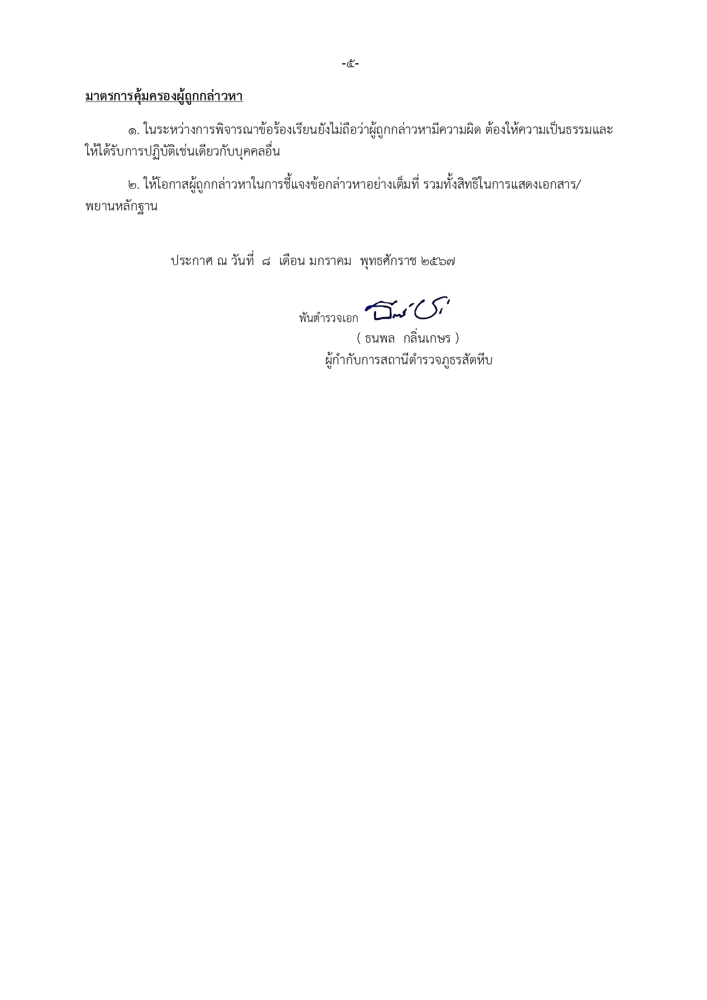 -๕-
มาตรการคุ้มครองผู้ถูกกล่าวหา
๑. ในระหว่างการพิจารณาข้อร้องเรียนยังไม่ถือว่าผู้ถูกกล่าวหามีความผิด ต้องให้ความเป็นธรรมและ
ให้ได้รับการปฏิบัติเช่นเดียวกับบุคคลอื่น
๒. ให้โอกาสผู้ถูกกล่าวหาในการชี้แจงข้อกล่าวหาอย่างเต็มที่ รวมทั้งสิทธิในการแสดงเอกสาร/
พยานหลักฐาน
ประกาศ ณ วันที่ ๘ เดือน มกราคม พุทธศักราช ๒๕๖๗
พันตำรวจเอก
( ธนพล กลิ่นเกษร )
ผู้กำกับการสถานีตำรวจภูธรสัตหีบ